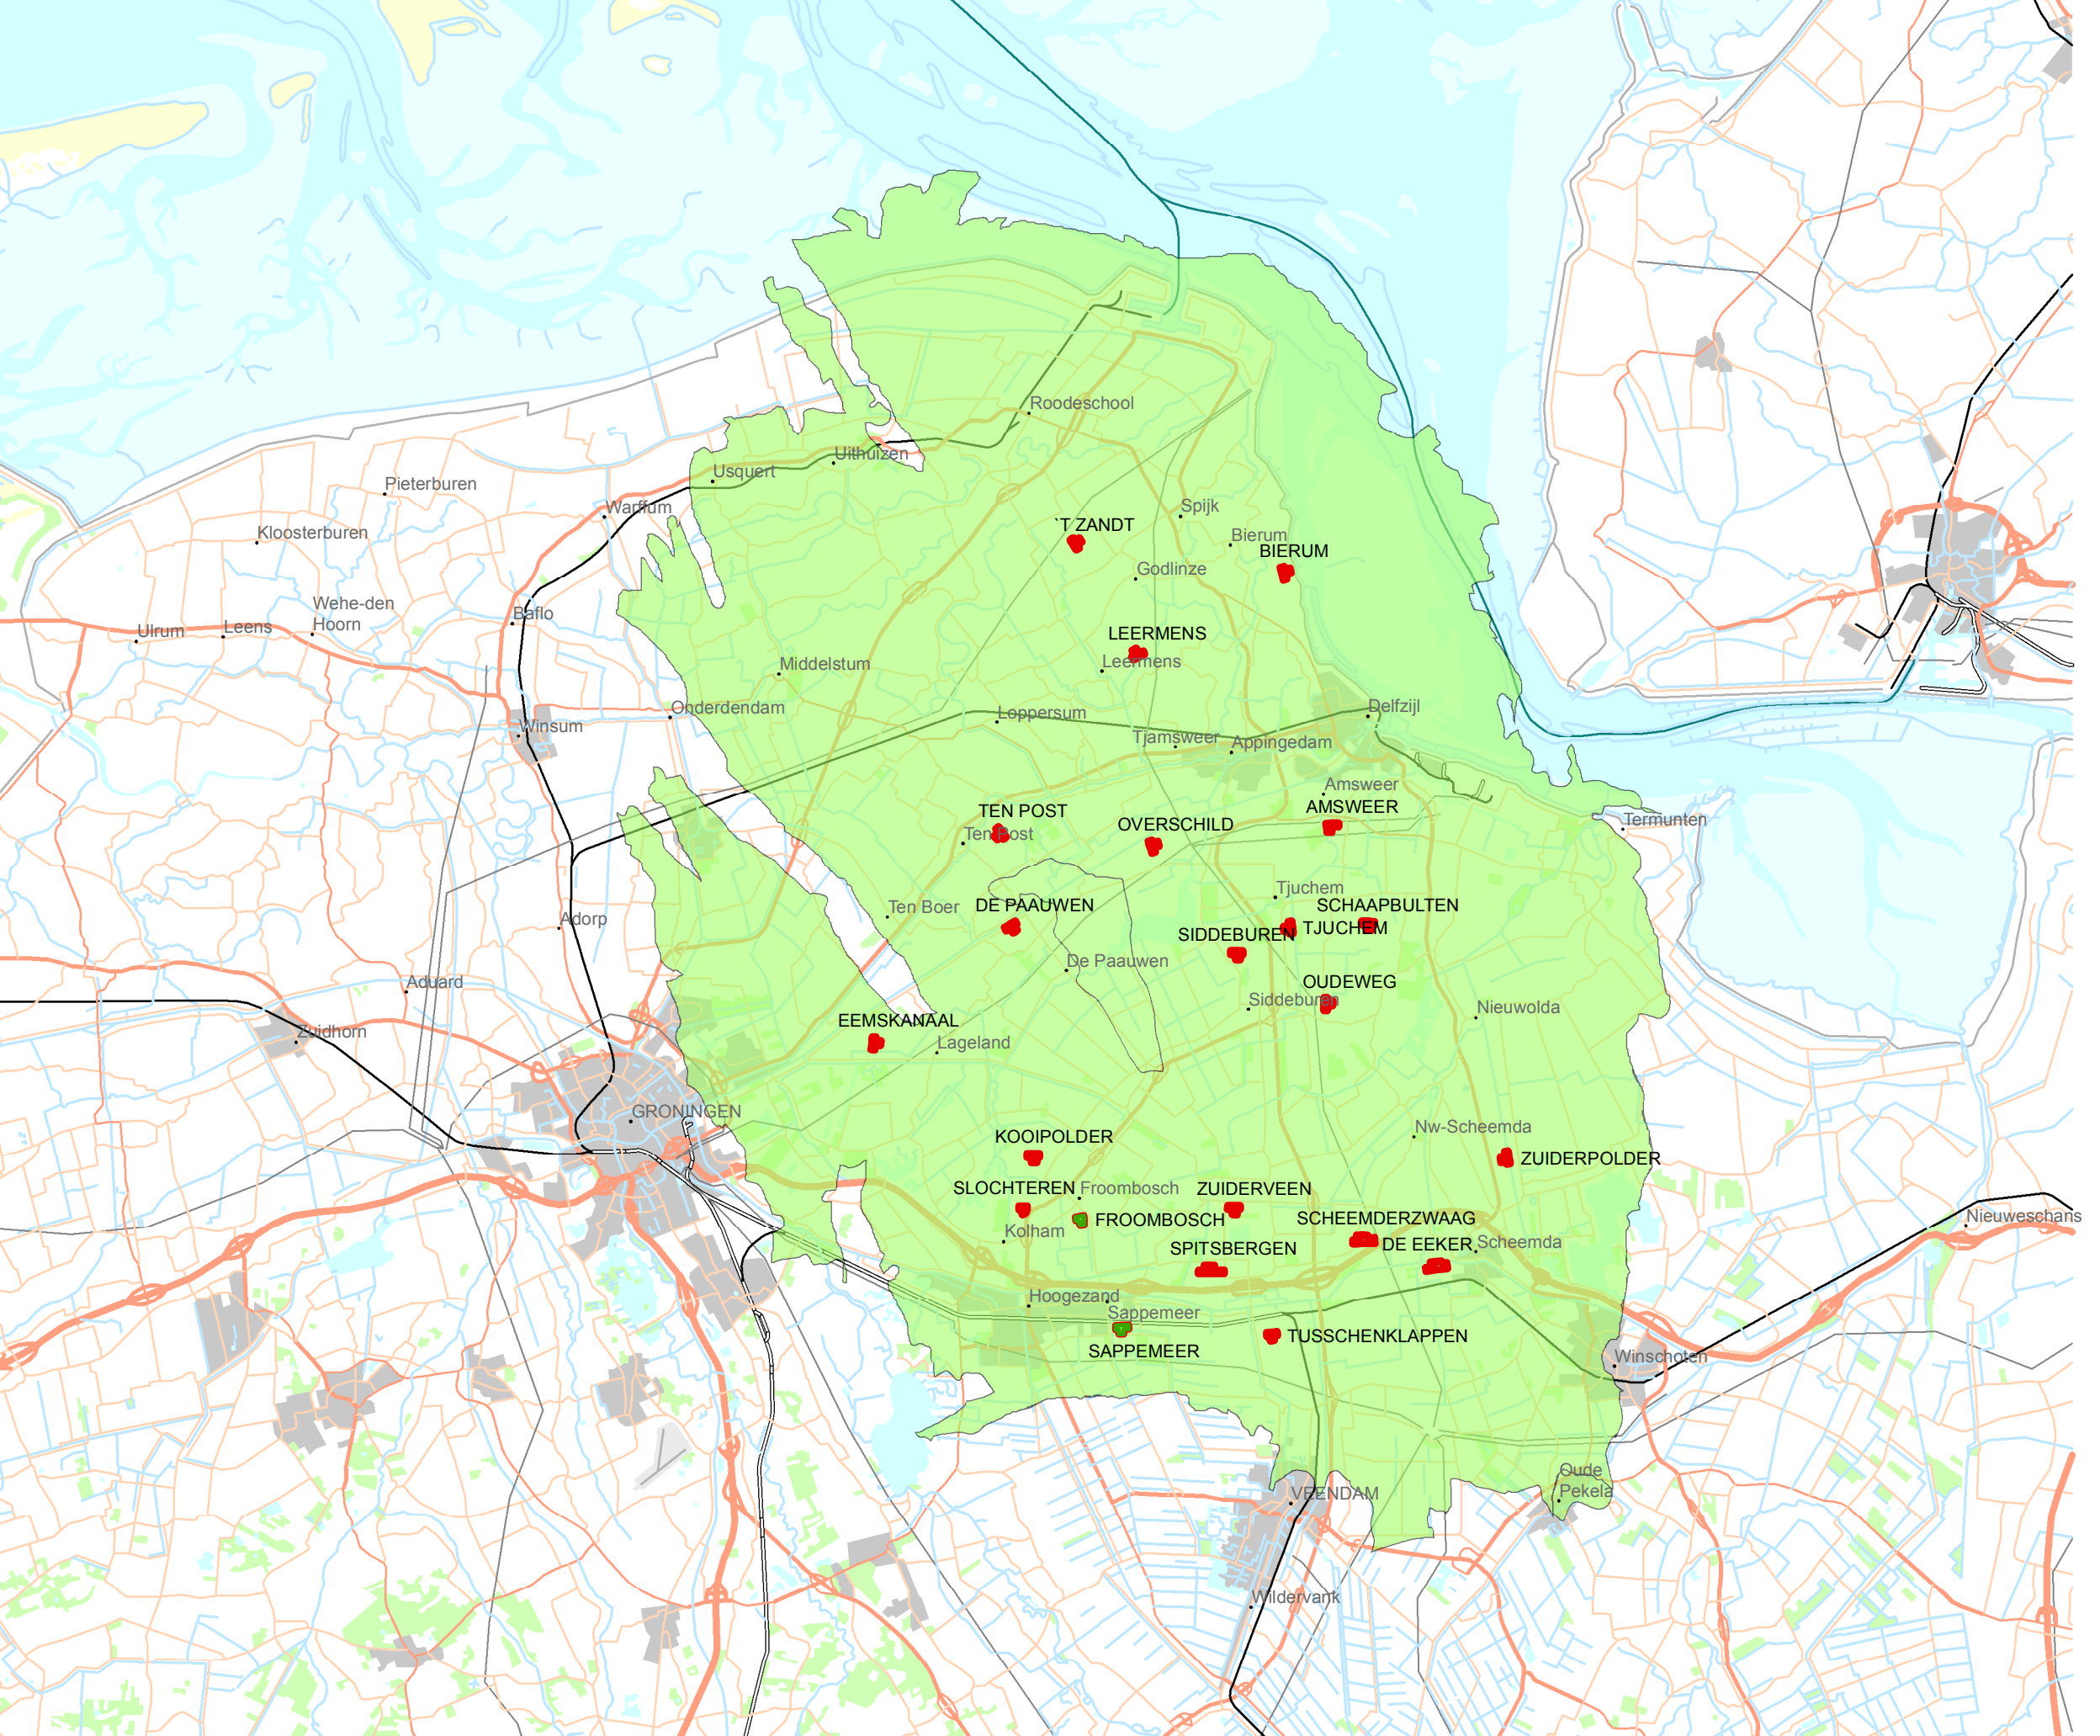 Roodeschool
Uithuizen
Usquert
Pieterburen
Warffum
Kloosterburen
Spijk
`T ZANDT
Bierum
BIERUM
Godlinze
Wehe-den
Hoorn
Baflo
Ulrum
Leens
LEERMENS
Leermens
Middelstum
Onderdendam
Delfzijl
Loppersum
Winsum
Tjamsweer
Appingedam
Amsweer
AMSWEER
TEN POST
Ten Post
OVERSCHILD
Termunten
Tjuchem
Ten Boer
DE PAAUWEN
SCHAAPBULTEN
Adorp
TJUCHEM
SIDDEBUREN
De Paauwen
Aduard
OUDEWEG
Siddeburen
Nieuwolda
EEMSKANAAL
Zuidhorn
Lageland
GRONINGEN
Nw-Scheemda
KOOIPOLDER
ZUIDERPOLDER
SLOCHTEREN
Froombosch
ZUIDERVEEN
FROOMBOSCH
SCHEEMDERZWAAG
Nieuweschans
Kolham
SPITSBERGEN
DE EEKER
Scheemda
Hoogezand
Sappemeer
TUSSCHENKLAPPEN
SAPPEMEER
Winschoten
Oude
Pekela
VEENDAM
Wildervank